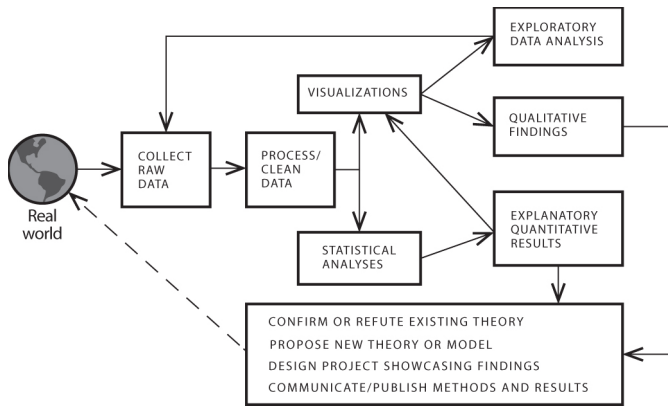 EXPLORATORY
DATA ANALYSIS
VISUALIZATIONS
QUALITATIVE
FINDINGS
COLLECT
RAW
DATA
PROCESS/
CLEAN
DATA
Real
world
STATISTICAL
ANALYSES
EXPLANATORY
QUANTITATIVE
RESULTS
CONFIRM OR REFUTE EXISTING THEORY
PROPOSE NEW THEORY OR MODEL
DESIGN PROJECT SHOWCASING FINDINGS
COMMUNICATE/PUBLISH METHODS AND RESULTS